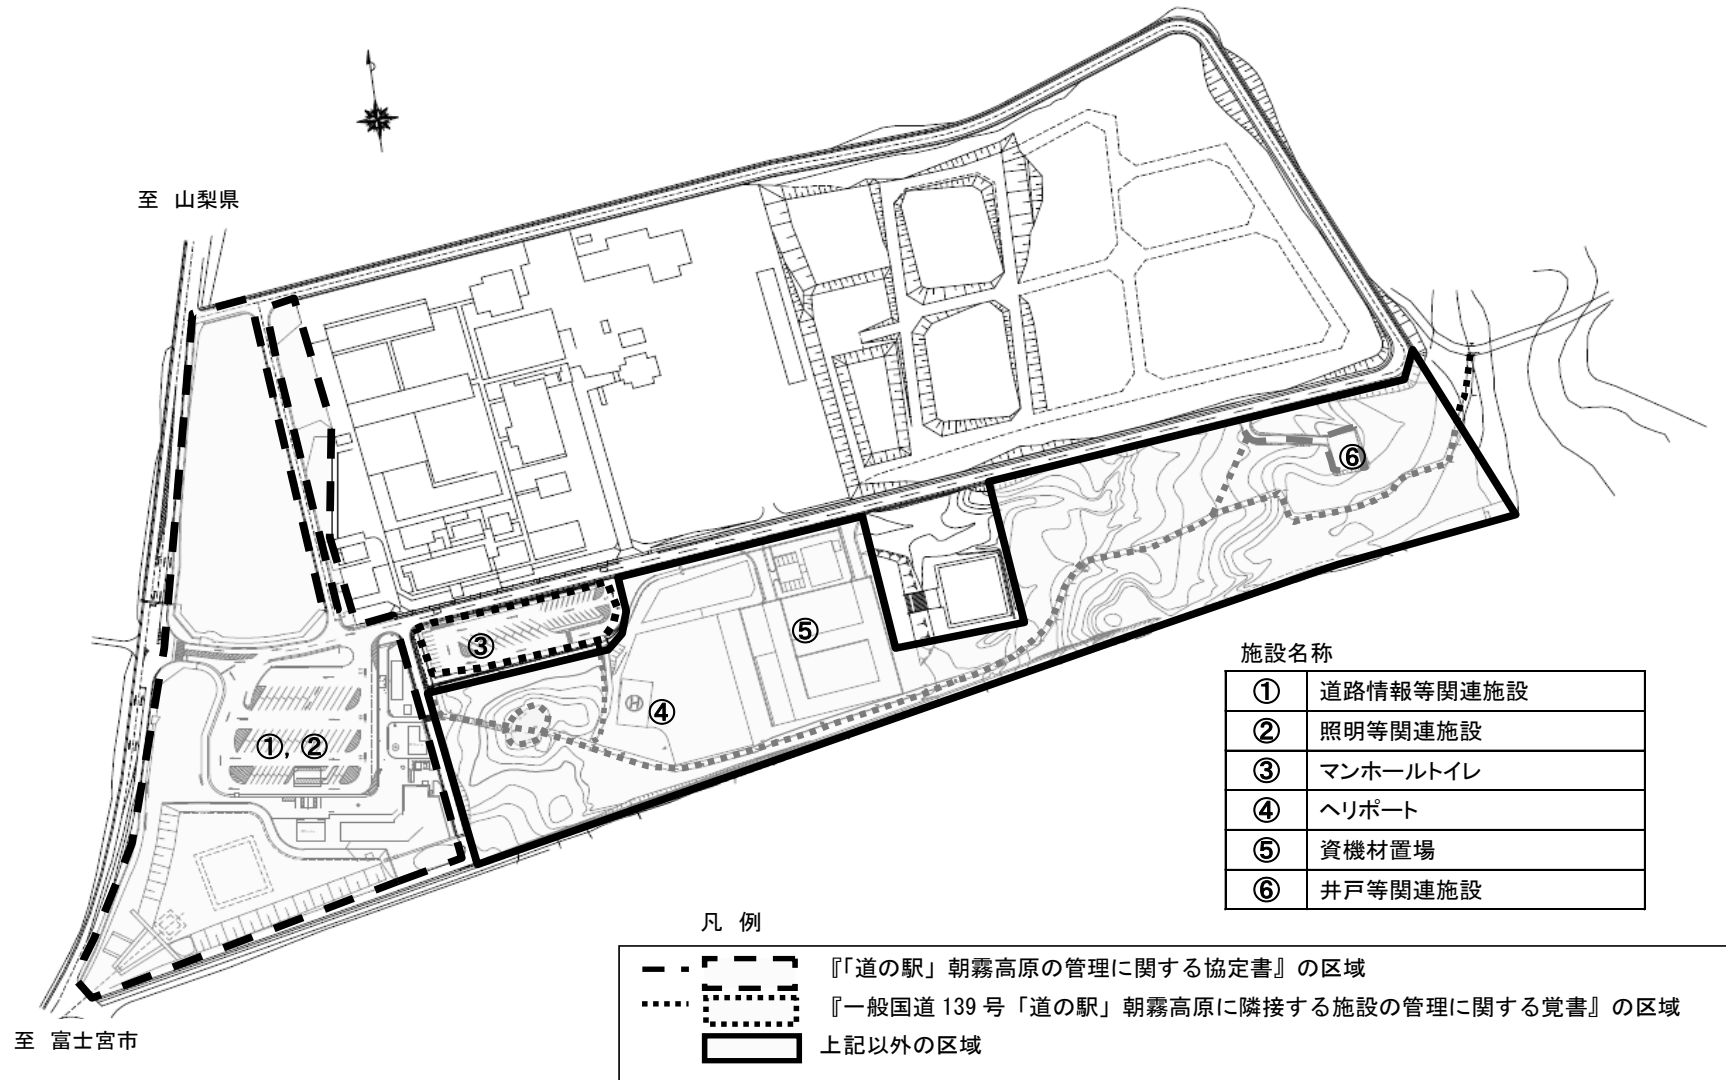 至 山梨県
③
⑤
⑥
Ⓗ
④
①, ②
施設名称
① 道路情報等関連施設
② 照明等関連施設
③ マンホールトイレ
④ ヘリポート
⑤ 資機材置場
⑥ 井戸等関連施設
凡 例
『「道の駅」朝霧高原の管理に関する協定書』の区域
『一般国道 139 号「道の駅」朝霧高原に隣接する施設の管理に関する覚書』の区域
上記以外の区域
至 富士宮市